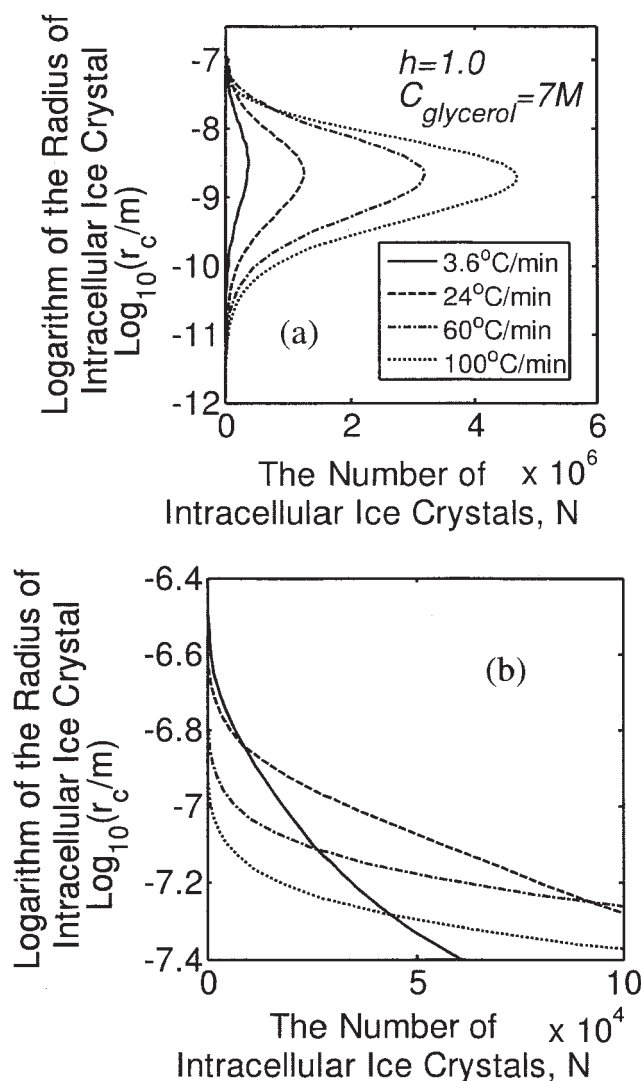 Logarithm of the Radius of
Intracellular Ice Crystal
Log10(rc/m)
-7
-8
-9
-10
-11
-12
h=1.0
Cglycerol=7M
3.6°C/min
24°C/min
60°C/min
100°C/min
(a)
0
2
4
6
The Number of x 10^6
Intracellular Ice Crystals, N
Logarithm of the Radius of
Intracellular Ice Crystal
Log10(rc/m)
-6.4
-6.6
-6.8
-7
-7.2
-7.4
(b)
0
5
10
The Number of x 10^4
Intracellular Ice Crystals, N